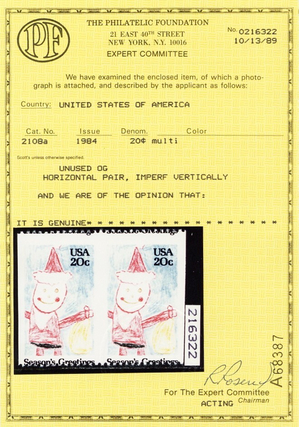 PF
THE PHILATELIC FOUNDATION
21 EAST 40TH STREET
NEW YORK, N.Y. 10016
EXPERT COMMITTEE
No. 0216322
10/13/89
We have examined the enclosed item, of which a photo-
graph is attached, and described by the applicant as follows:
Country: UNITED STATES OF AMERICA
Cat. No. Issue Denom. Color
2108a 1984 20¢ multi
Scott's unless otherwise specified.
UNUSED OG
HORIZONTAL PAIR, IMPERF VERTICALLY
AND WE ARE OF THE OPINION THAT:
IT IS GENUINE
USA
20c
USA
20c
Season's Greetings
Season's Greetings
216322
A68387
For The Expert Committee
ACTING Chairman